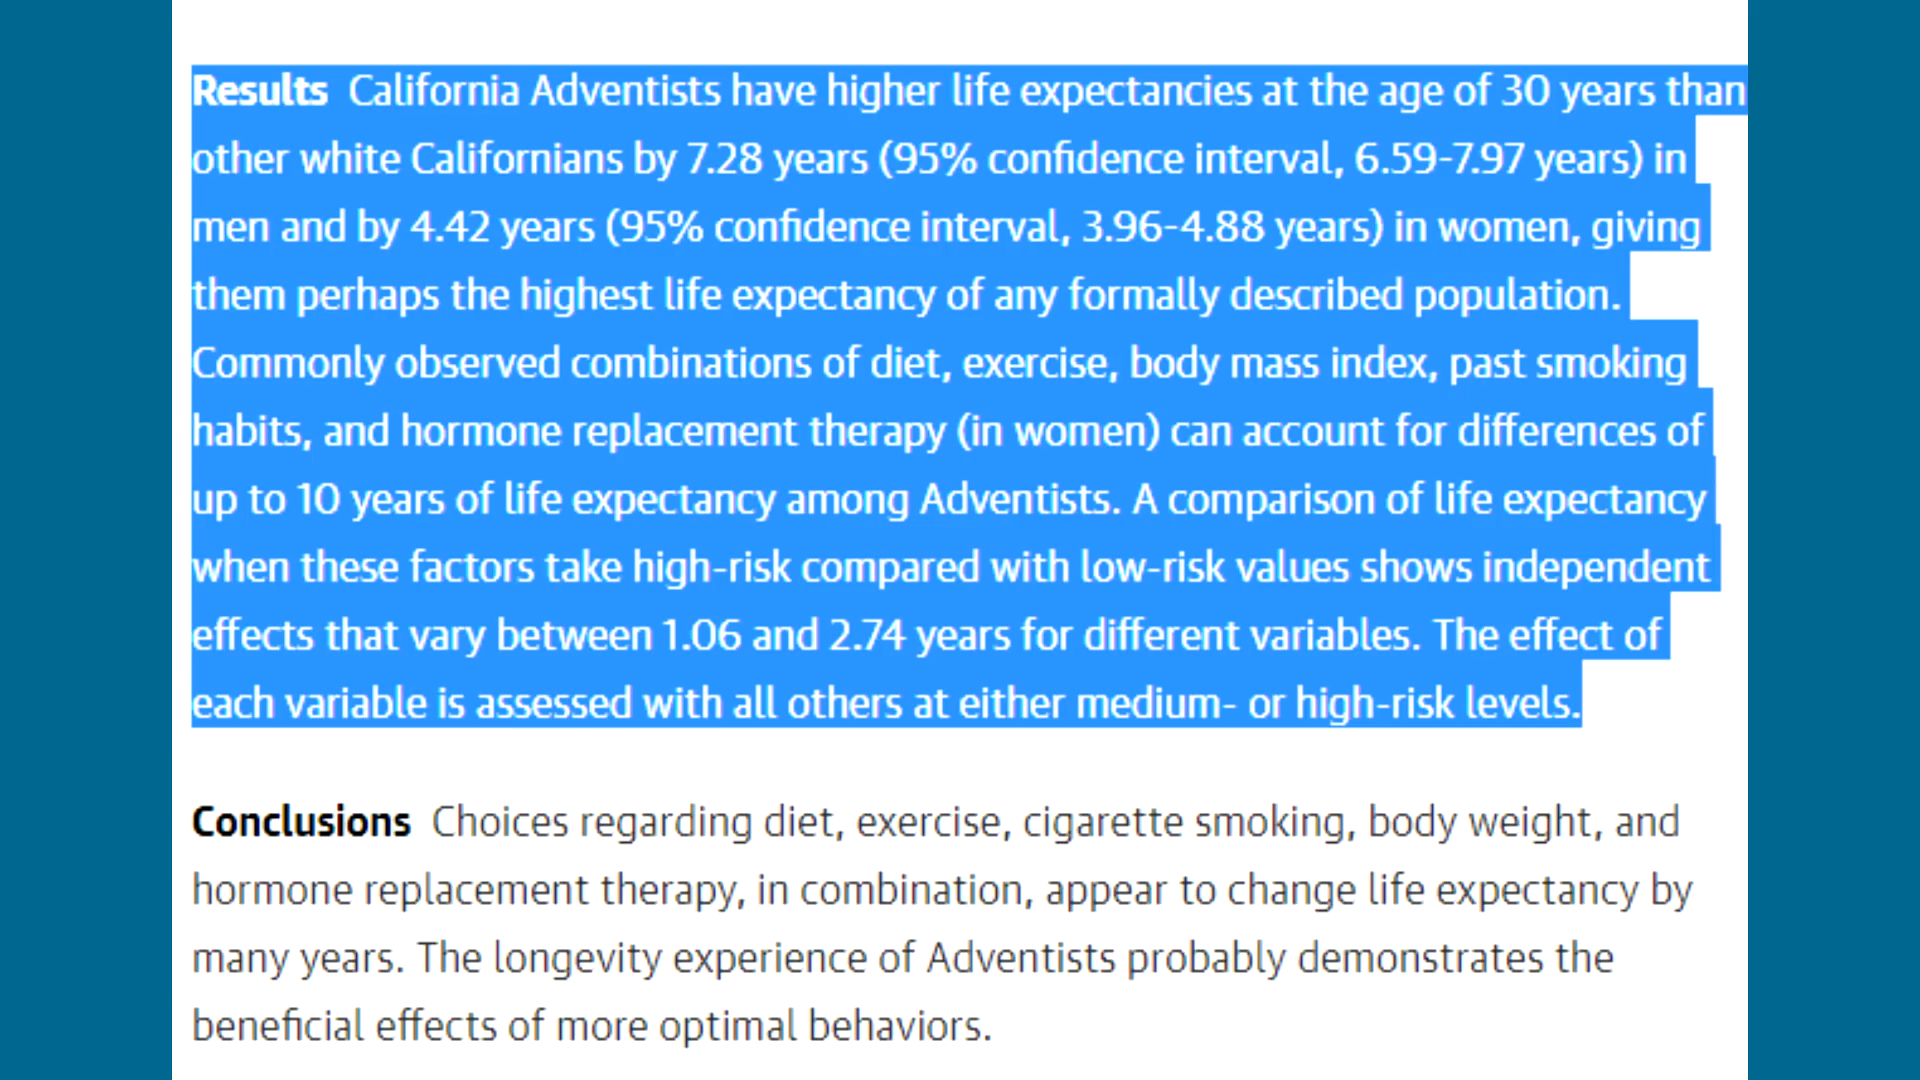 Results California Adventists have higher life expectancies at the age of 30 years than
other white Californians by 7.28 years (95% confidence interval, 6.59-7.97 years) in
men and by 4.42 years (95% confidence interval, 3.96-4.88 years) in women, giving
them perhaps the highest life expectancy of any formally described population.
Commonly observed combinations of diet, exercise, body mass index, past smoking
habits, and hormone replacement therapy (in women) can account for differences of
up to 10 years of life expectancy among Adventists. A comparison of life expectancy
when these factors take high-risk compared with low-risk values shows independent
effects that vary between 1.06 and 2.74 years for different variables. The effect of
each variable is assessed with all others at either medium- or high-risk levels.
Conclusions Choices regarding diet, exercise, cigarette smoking, body weight, and
hormone replacement therapy, in combination, appear to change life expectancy by
many years. The longevity experience of Adventists probably demonstrates the
beneficial effects of more optimal behaviors.